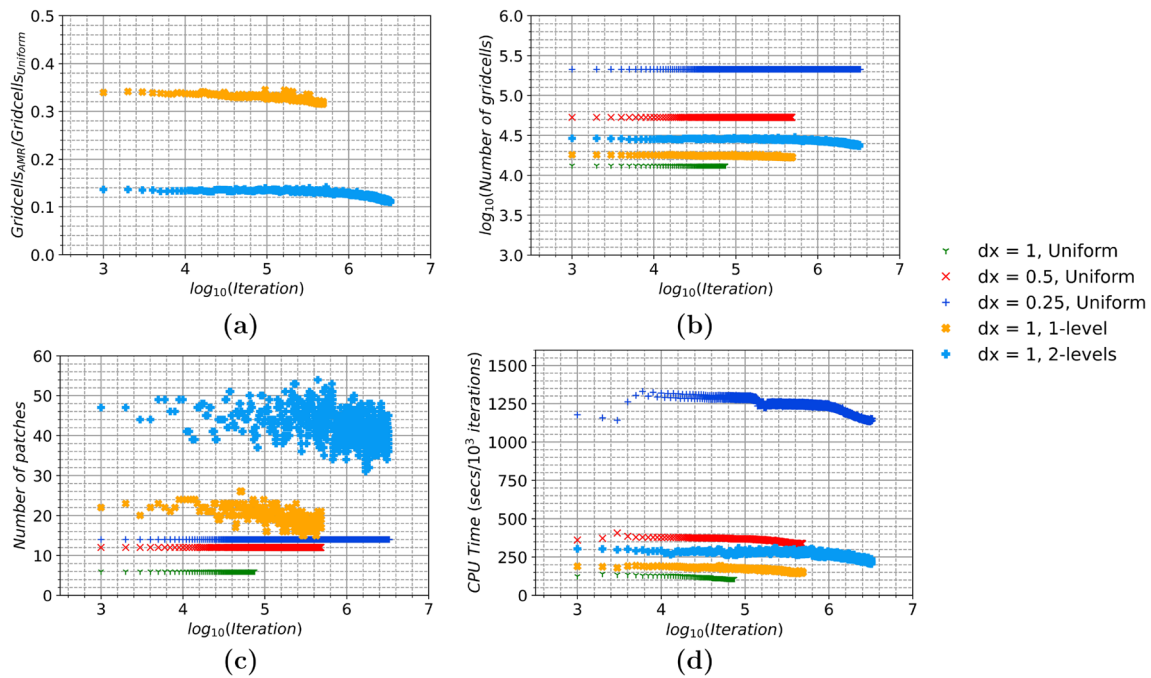 0.5
0.4
0.3
0.2
0.1
0.0
3 4 5 6 7
Gridcells_AMR/Gridcells_Uniform
log_10(Iteration)
(a)
6.0
5.5
5.0
4.5
4.0
3.5
3.0
3 4 5 6 7
log_10(Number of gridcells)
log_10(Iteration)
(b)
60
50
40
30
20
10
0
3 4 5 6 7
Number of patches
log_10(Iteration)
(c)
1500
1250
1000
750
500
250
0
3 4 5 6 7
CPU Time (secs/10^3 iterations)
log_10(Iteration)
(d)
dx = 1, Uniform
dx = 0.5, Uniform
dx = 0.25, Uniform
dx = 1, 1-level
dx = 1, 2-levels